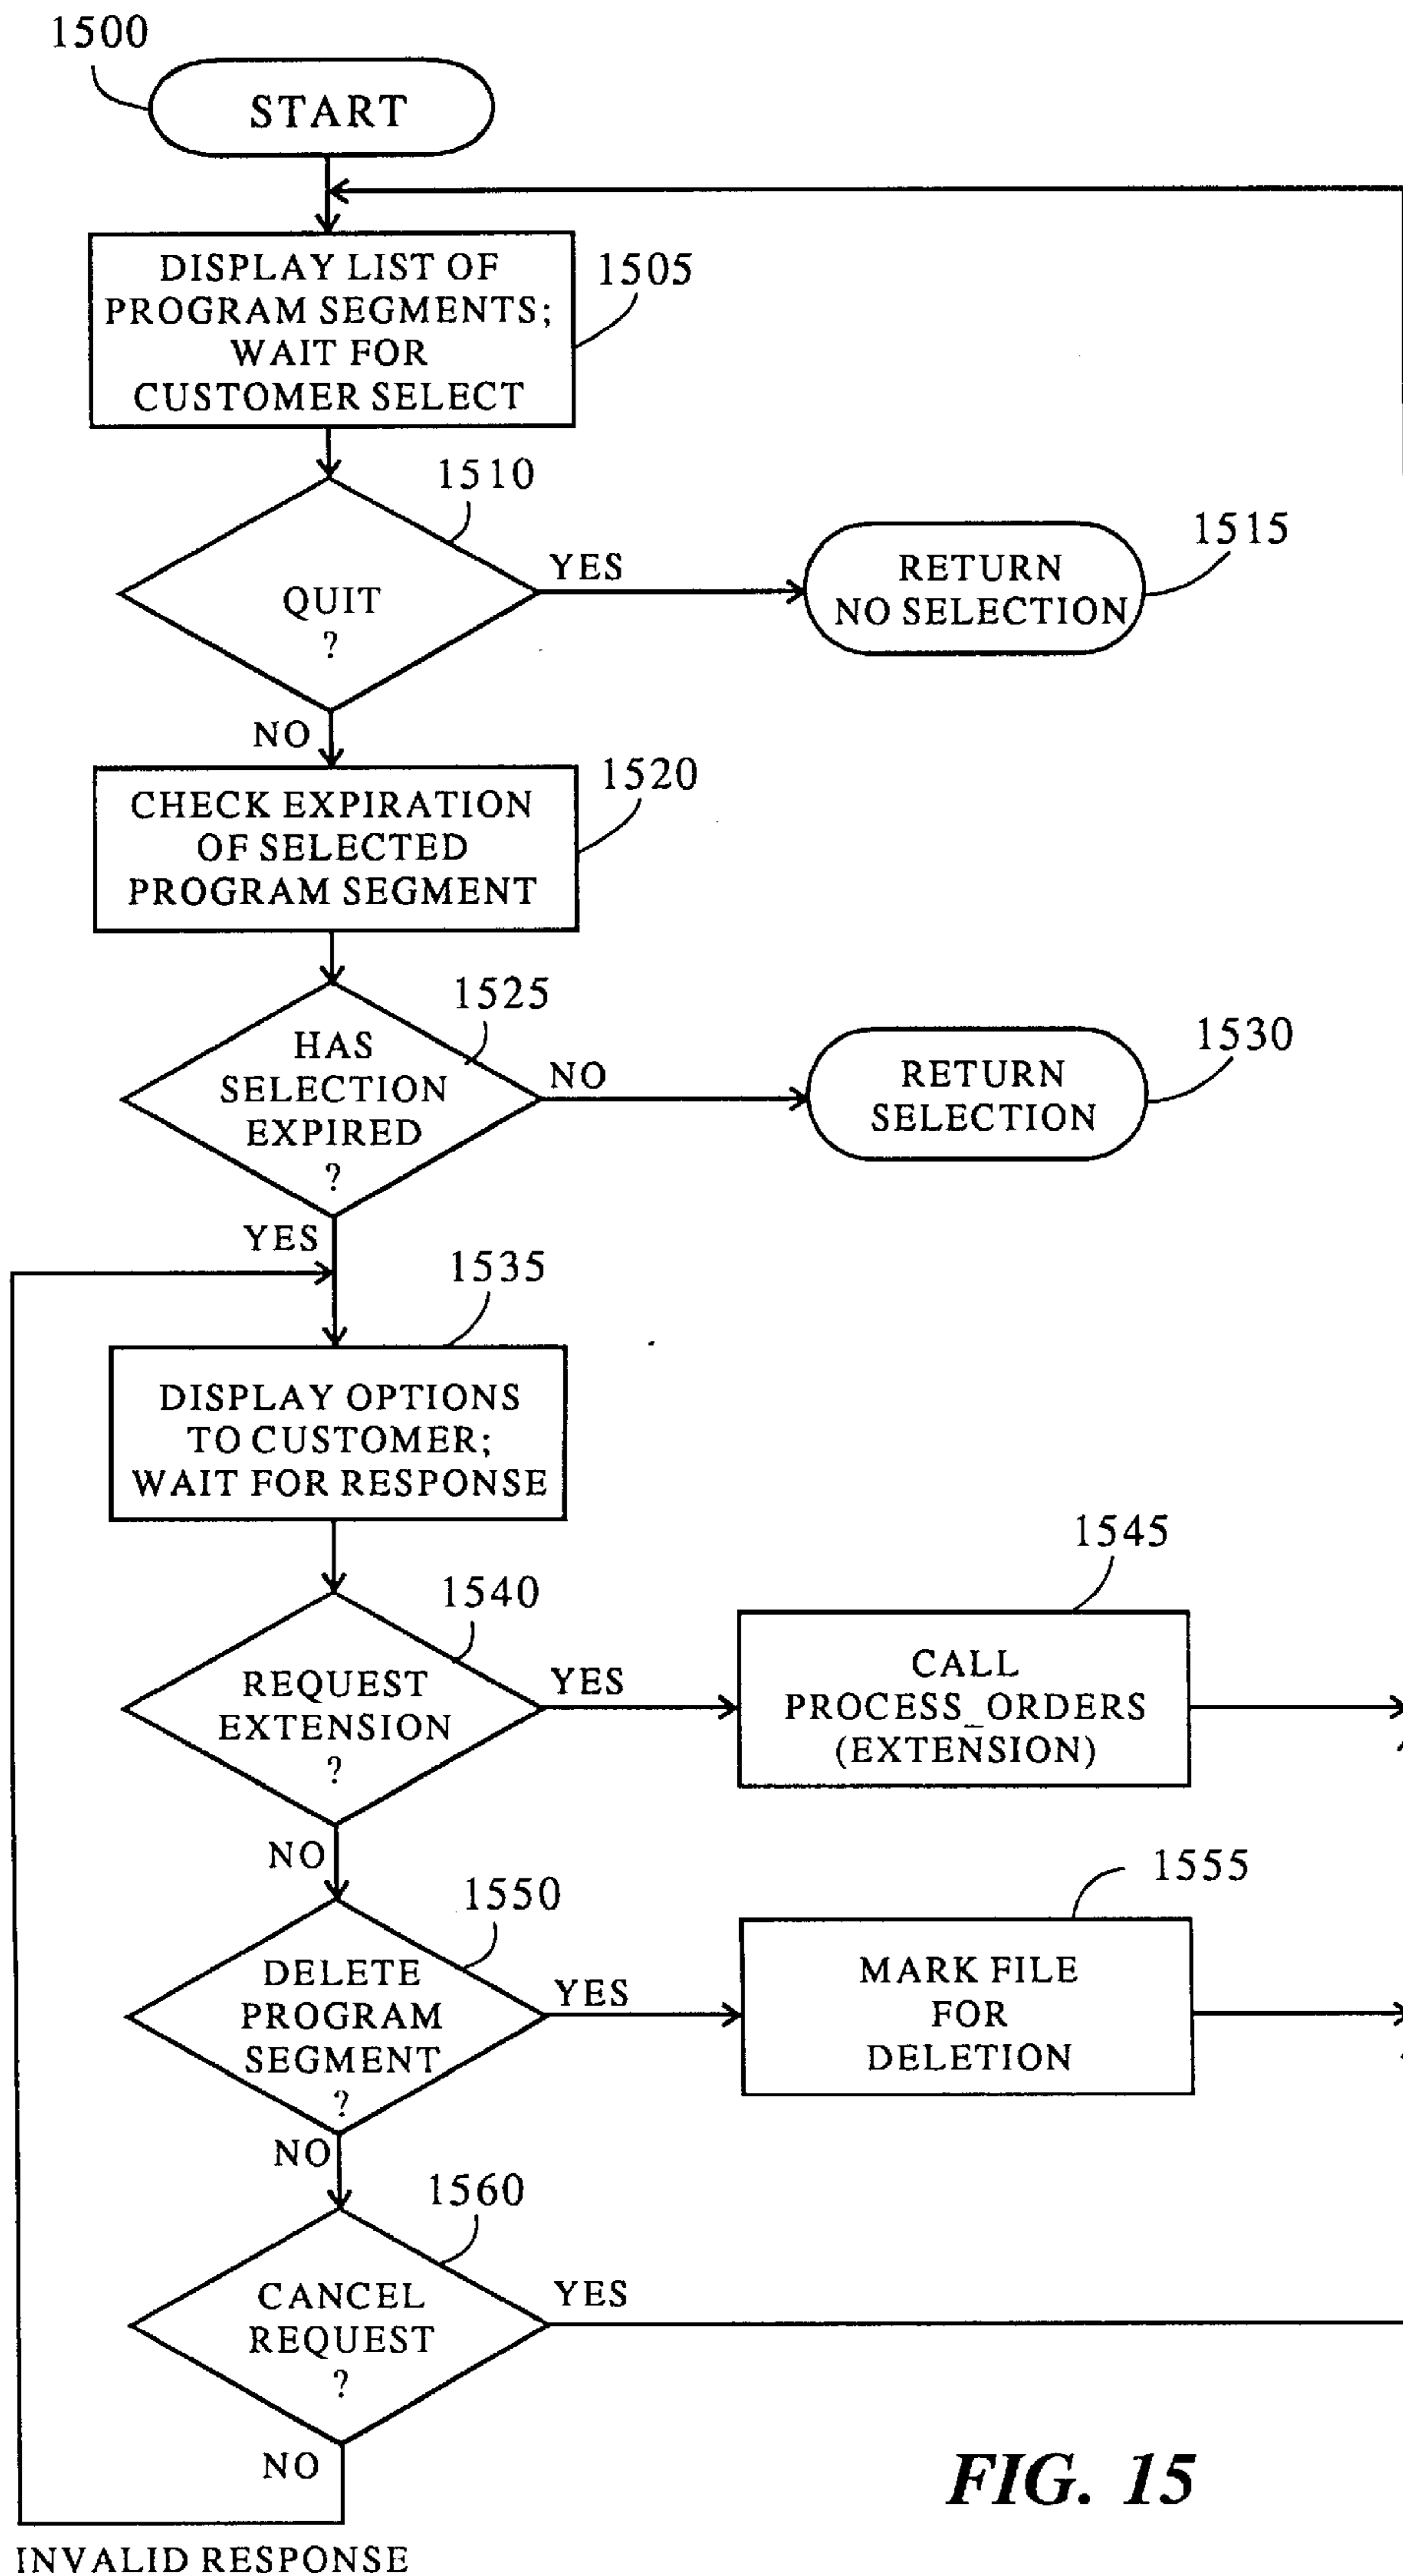 1500
START
DISPLAY LIST OF
PROGRAM SEGMENTS;
WAIT FOR
CUSTOMER SELECT
1505
1510
QUIT
?
YES
RETURN
NO SELECTION
1515
NO
CHECK EXPIRATION
OF SELECTED
PROGRAM SEGMENT
1520
1525
HAS
SELECTION
EXPIRED
?
NO
RETURN
SELECTION
1530
YES
1535
DISPLAY OPTIONS
TO CUSTOMER;
WAIT FOR RESPONSE
1540
REQUEST
EXTENSION
?
YES
1545
CALL
PROCESS_ORDERS
(EXTENSION)
NO
1550
DELETE
PROGRAM
SEGMENT
?
YES
1555
MARK FILE
FOR
DELETION
NO
1560
CANCEL
REQUEST
?
YES
NO
INVALID RESPONSE
FIG. 15